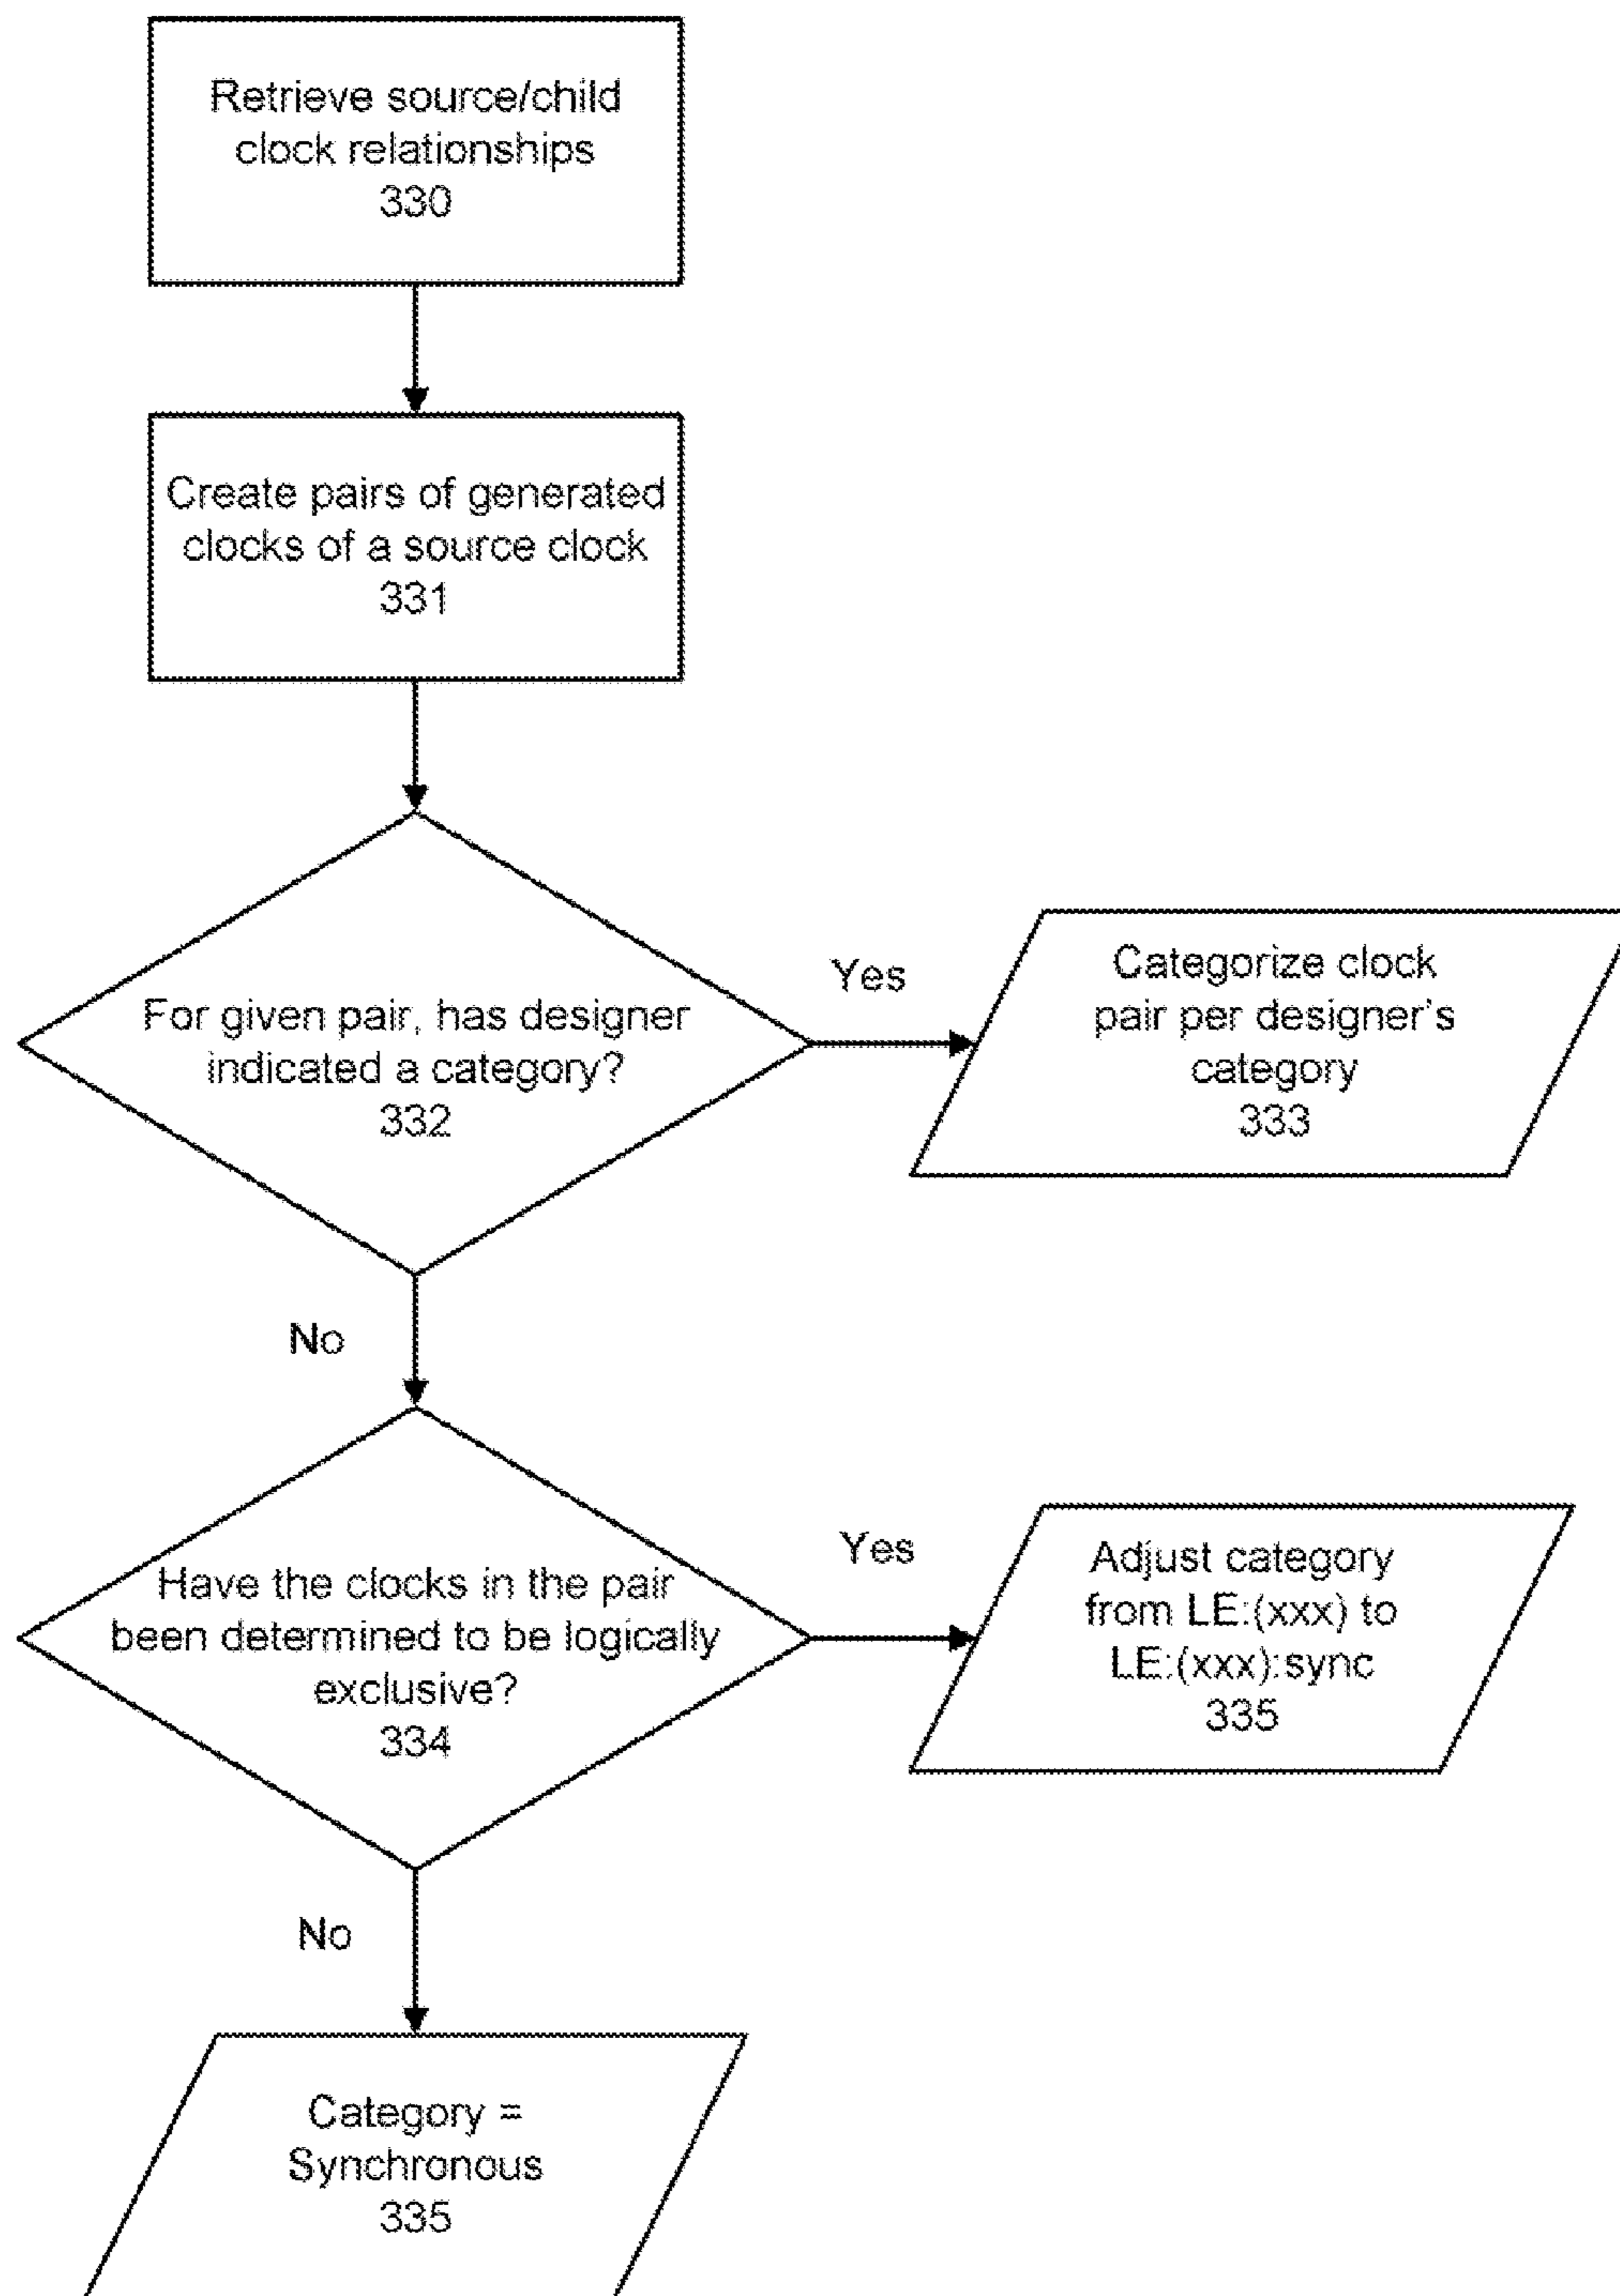 Retrieve source/child
clock relationships
330
Create pairs of generated
clocks of a source clock
331
For given pair, has designer
indicated a category?
332
Yes
Categorize clock
pair per designer's
category
333
No
Have the clocks in the pair
been determined to be logically
exclusive?
334
Yes
Adjust category
from LE:(xxx) to
LE:(xxx):sync
335
No
Category =
Synchronous
335